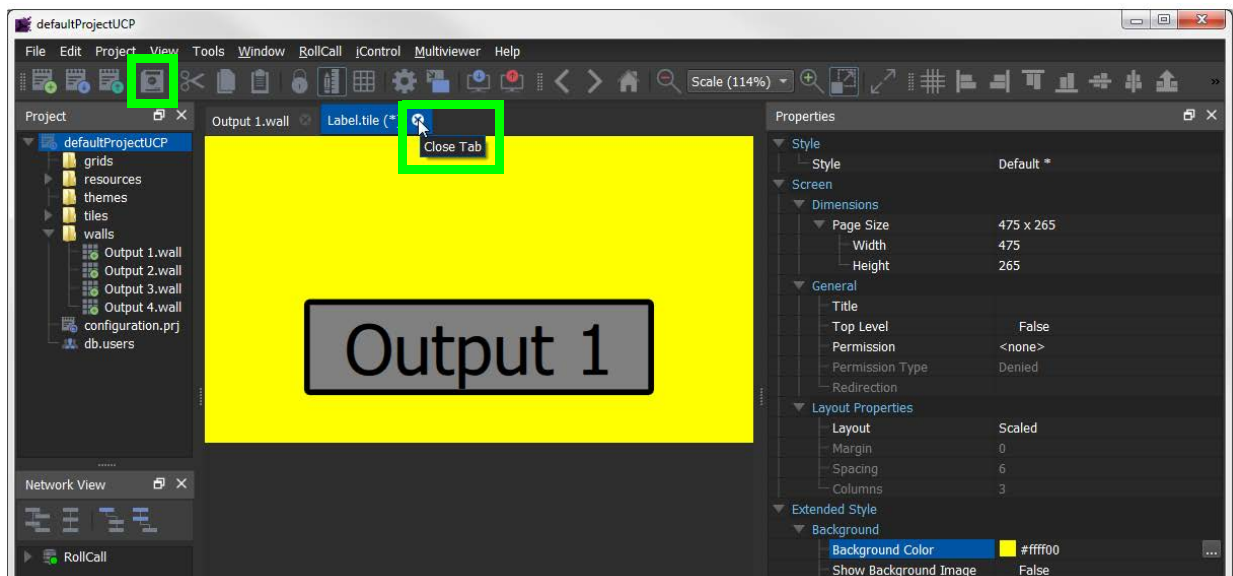 defaultProjectUCP
File Edit Project View Tools Window RollCall iControl Multiviewer Help
Scale (114%)
Project
defaultProjectUCP
grids
resources
themes
tiles
walls
Output 1.wall
Output 2.wall
Output 3.wall
Output 4.wall
configuration.prj
db.users
Network View
RollCall
Output 1.wall
Label.tile (*
Close Tab
Output 1
Properties
Style
Style Default *
Screen
Dimensions
Page Size 475 x 265
Width 475
Height 265
General
Title
Top Level False
Permission <none>
Permission Type Denied
Redirection
Layout Properties
Layout Scaled
Margin 0
Spacing 6
Columns 3
Extended Style
Background
Background Color #ffff00 ...
Show Background Image False